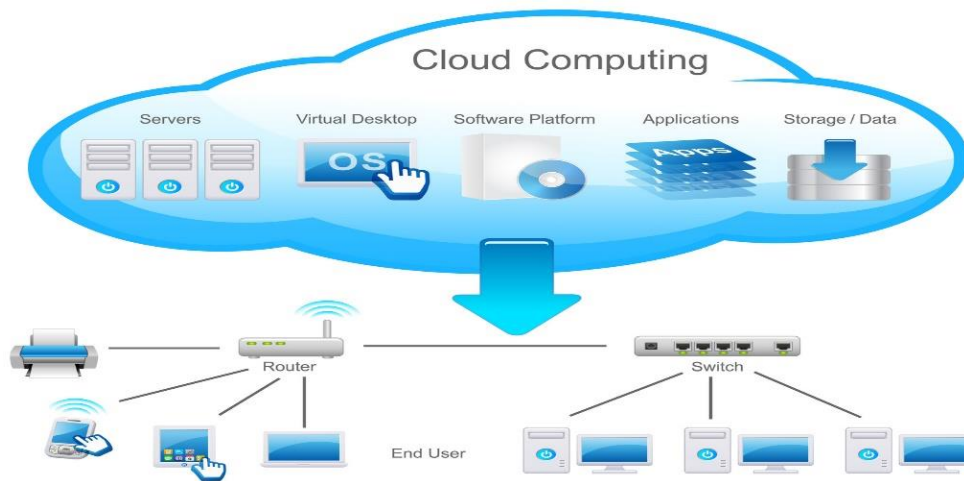 Cloud Computing
Servers
Virtual Desktop
Software Platform
Applications
Storage / Data
OS
Apps
Router
Switch
End User